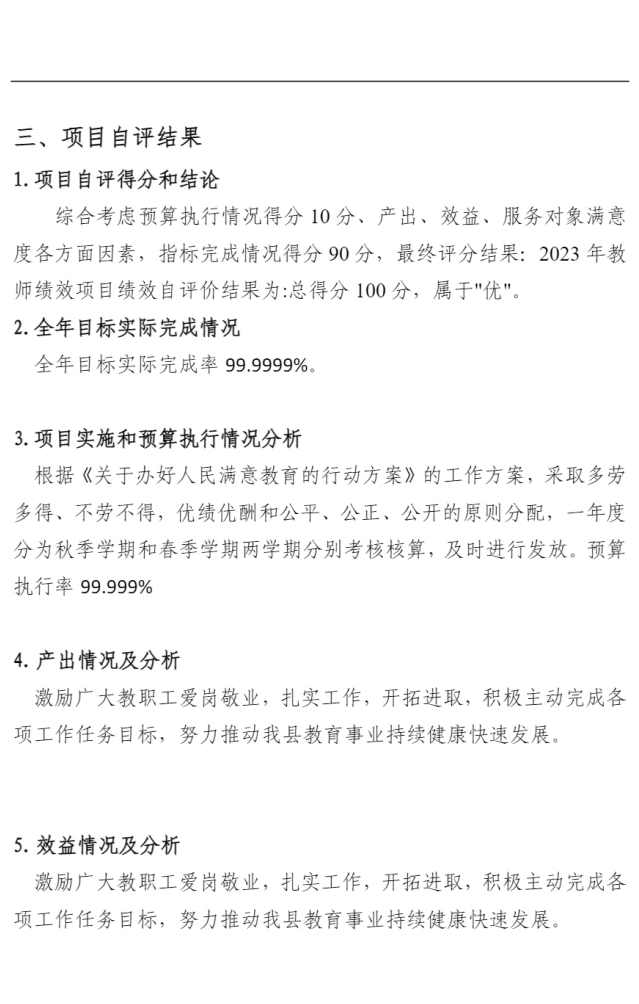 三、项目自评结果
1. 项目自评得分和结论
综合考虑预算执行情况得分 10 分、产出、效益、服务对象满意
度各方面因素，指标完成情况得分 90 分，最终评分结果：2023 年教
师绩效项目绩效自评价结果为:总得分 100 分，属于"优"。
2. 全年目标实际完成情况
全年目标实际完成率 99.9999%。
3. 项目实施和预算执行情况分析
根据《关于办好人民满意教育的行动方案》的工作方案，采取多劳
多得、不劳不得，优绩优酬和公平、公正、公开的原则分配，一年度
分为秋季学期和春季学期两学期分别考核核算，及时进行发放。预算
执行率 99.999%
4. 产出情况及分析
激励广大教职工爱岗敬业，扎实工作，开拓进取，积极主动完成各
项工作任务目标，努力推动我县教育事业持续健康快速发展。
5. 效益情况及分析
激励广大教职工爱岗敬业，扎实工作，开拓进取，积极主动完成各
项工作任务目标，努力推动我县教育事业持续健康快速发展。